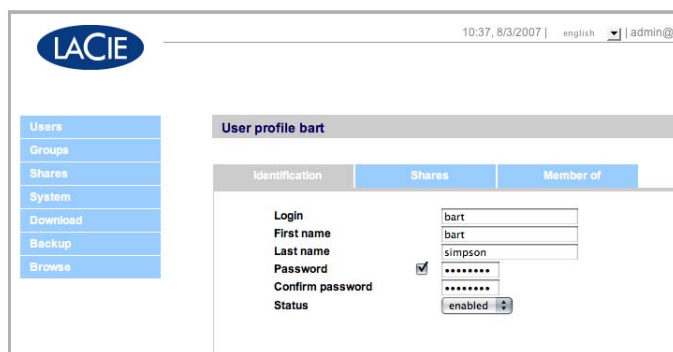 LACIE
10:37, 8/3/2007 | english | admin@
Users
Groups
Shares
System
Download
Backup
Browse
User profile bart
Identification Shares Member of
Login bart
First name bart
Last name simpson
Password ••••••••
Confirm password ••••••••
Status enabled